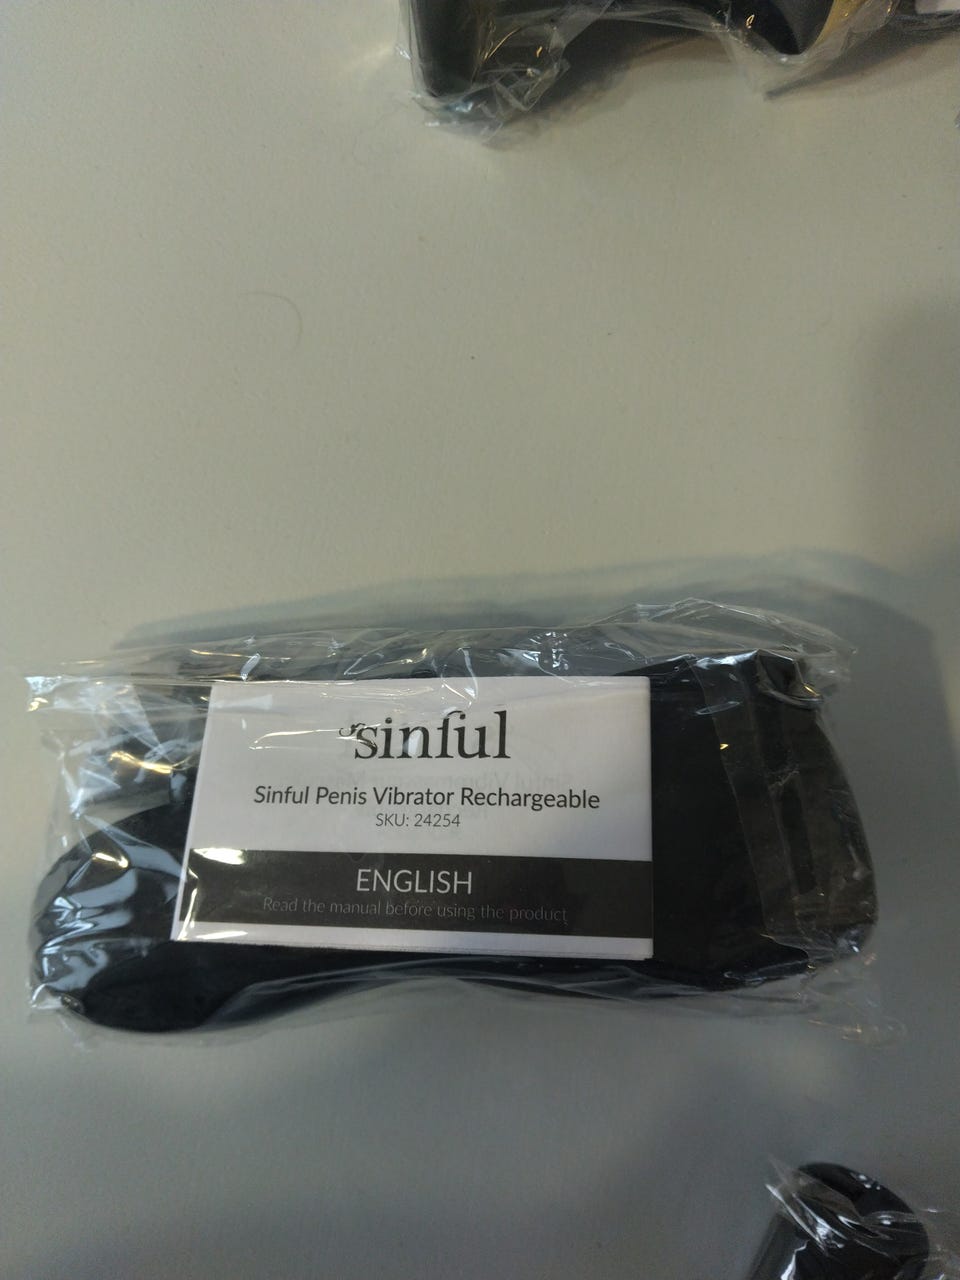 sinful
Sinful Penis Vibrator Rechargeable
SKU: 24254
ENGLISH
Read the manual before using the product